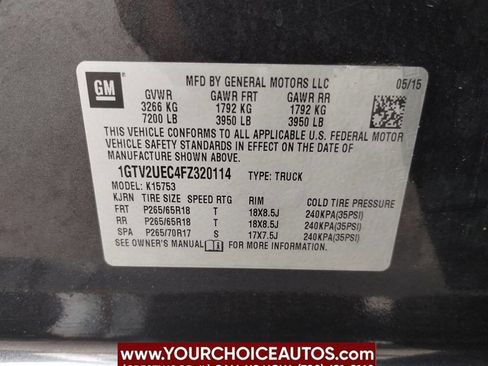 GM
MFD BY GENERAL MOTORS LLC
05/15
GVWR GAWR FRT GAWR RR
3266 KG 1792 KG 1792 KG
7200 LB 3950 LB 3950 LB
THIS VEHICLE CONFORMS TO ALL APPLICABLE U.S. FEDERAL MOTOR
VEHICLE SAFETY STANDARDS IN EFFECT ON THE DATE OF
MANUFACTURE SHOWN ABOVE.
1GTV2UEC4FZ320114 TYPE: TRUCK
MODEL: K15753
KJRN TIRE SIZE SPEED RTG RIM COLD TIRE PRESSURE
FRT P265/65R18 T 18X8.5J 240KPA(35PSI)
RR P265/65R18 T 18X8.5J 240KPA(35PSI)
SPA P265/70R17 S 17X7.5J 240KPA(35PSI)
SEE OWNER'S MANUAL i FOR MORE INFORMATION.
WWW.YOURCHOICEAUTOS.COM